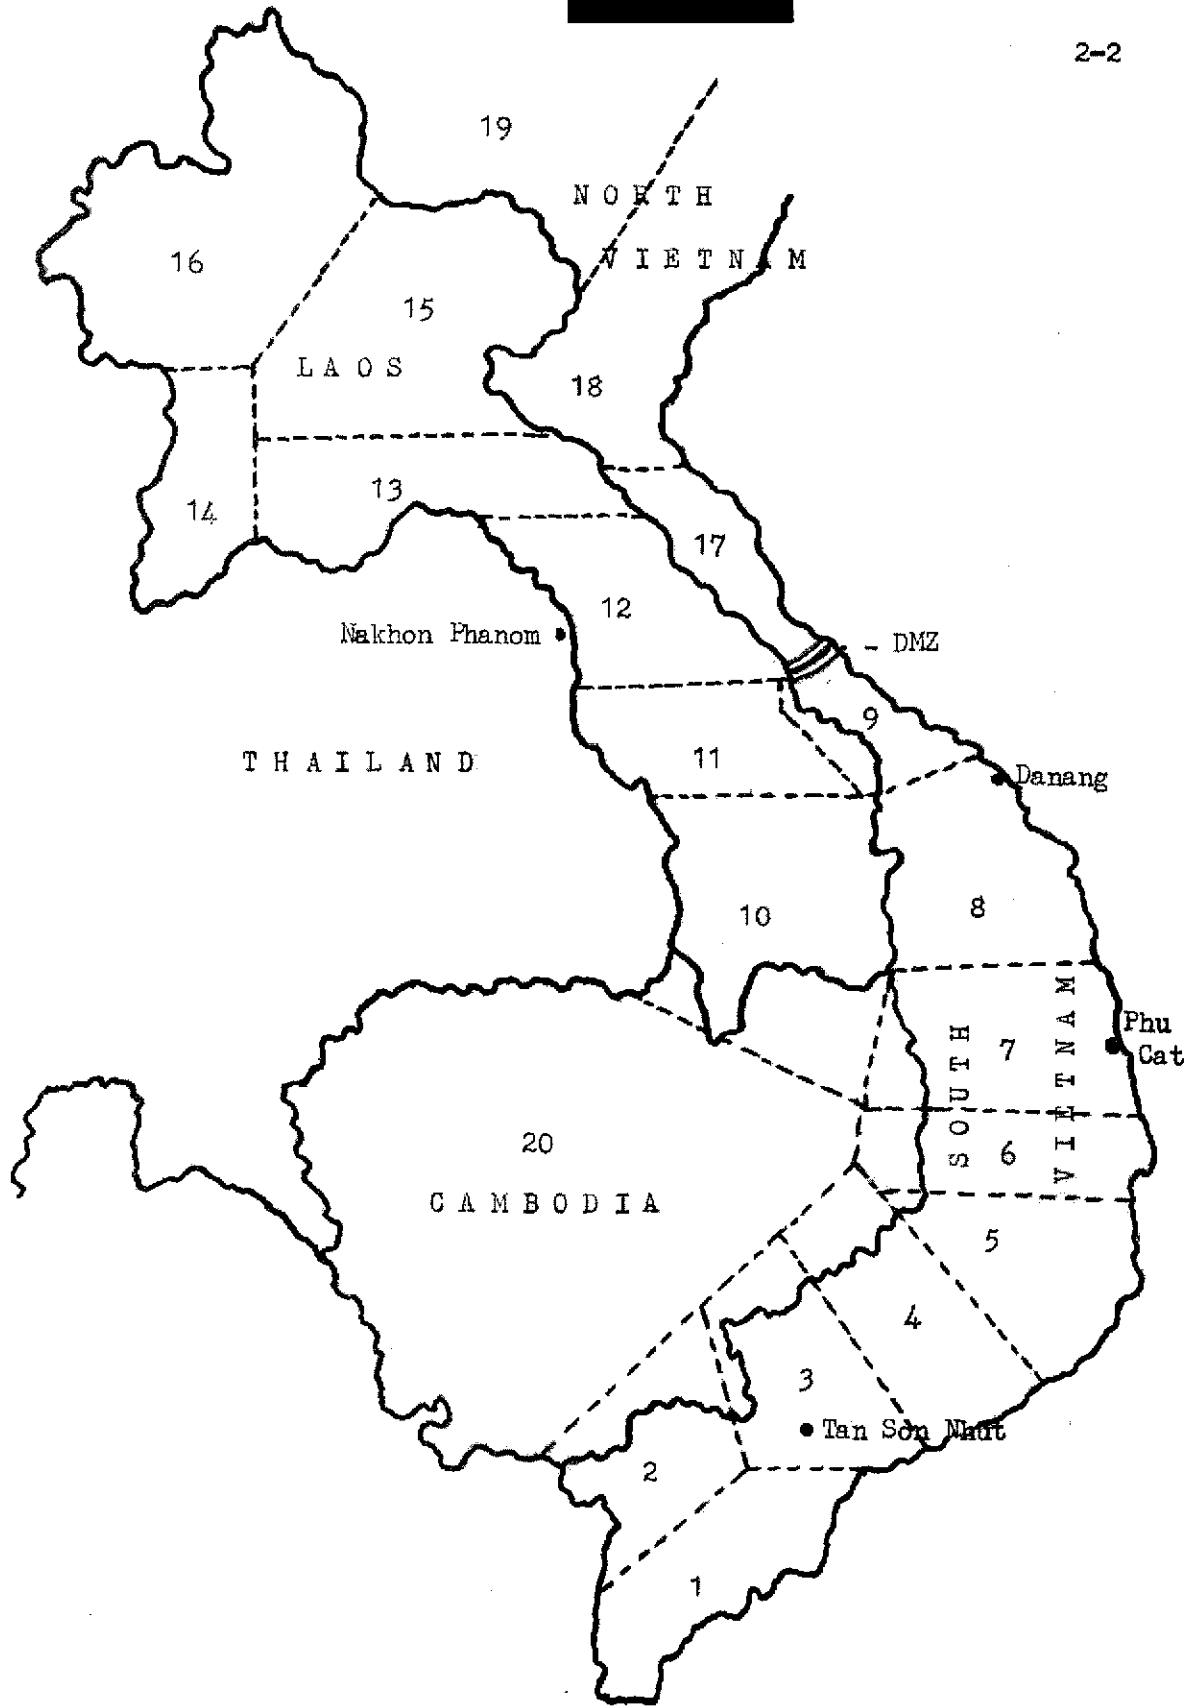 2-2
19
NORTH
VIETNAM
16
15
LAOS
18
13
14
17
12
Nakhon Phanom
- DMZ
9
THAILAND
11
Danang
10
8
Phu
Cat
SOUTH
VIETNAM
7
20
6
CAMBODIA
5
4
3
Tan Son Nhut
2
1